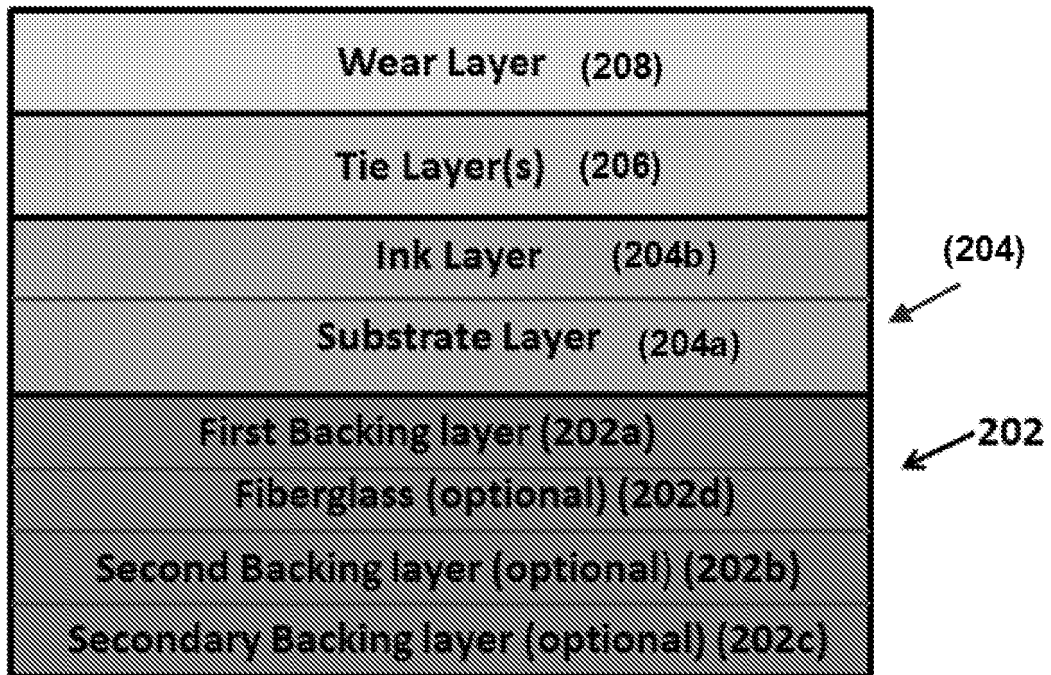 Wear Layer (208)
Tie Layer(s) (206)
Ink Layer (204b)
(204)
Substrate Layer (204a)
First Backing layer (202a)
202
Fiberglass (optional) (202d)
Second Backing layer (optional) (202b)
Secondary Backing layer (optional) (202c)